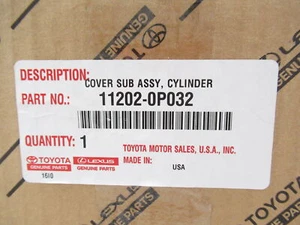 DESCRIPTION:
COVER SUB ASSY, CYLINDER
PART NO.: 11202-0P032
QUANTITY: 1
TOYOTA MOTOR SALES, U.S.A., INC.
TOYOTA LEXUS
GENUINE PARTS GENUINE PARTS
MADE IN: USA